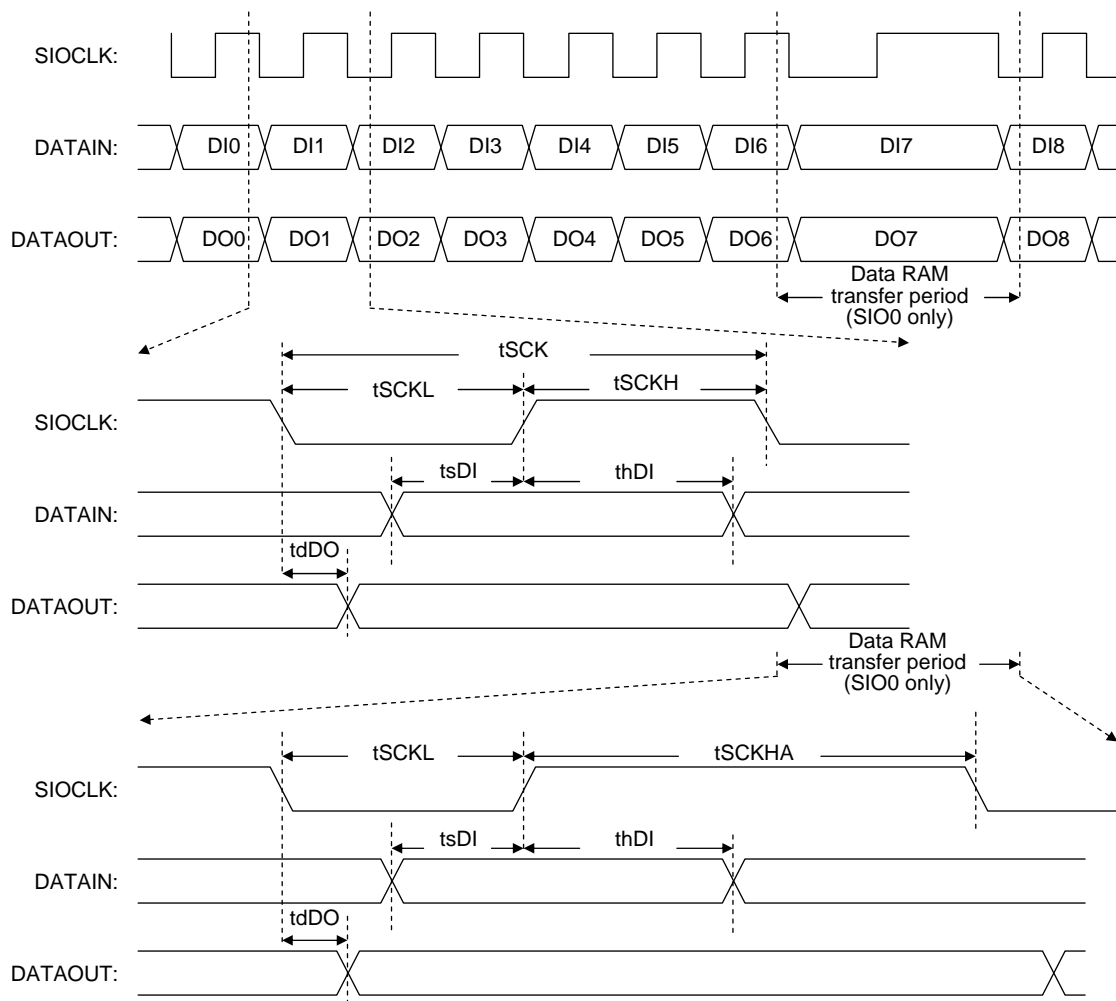 SIOCLK:
DATAIN: DI0 DI1 DI2 DI3 DI4 DI5 DI6 DI7 DI8
DATAOUT: DO0 DO1 DO2 DO3 DO4 DO5 DO6 DO7 DO8
Data RAM
transfer period
(SIO0 only)
tSCK
tSCKL tSCKH
SIOCLK:
tsDI thDI
DATAIN:
tdDO
DATAOUT:
Data RAM
transfer period
(SIO0 only)
tSCKL tSCKHA
SIOCLK:
tsDI thDI
DATAIN:
tdDO
DATAOUT: